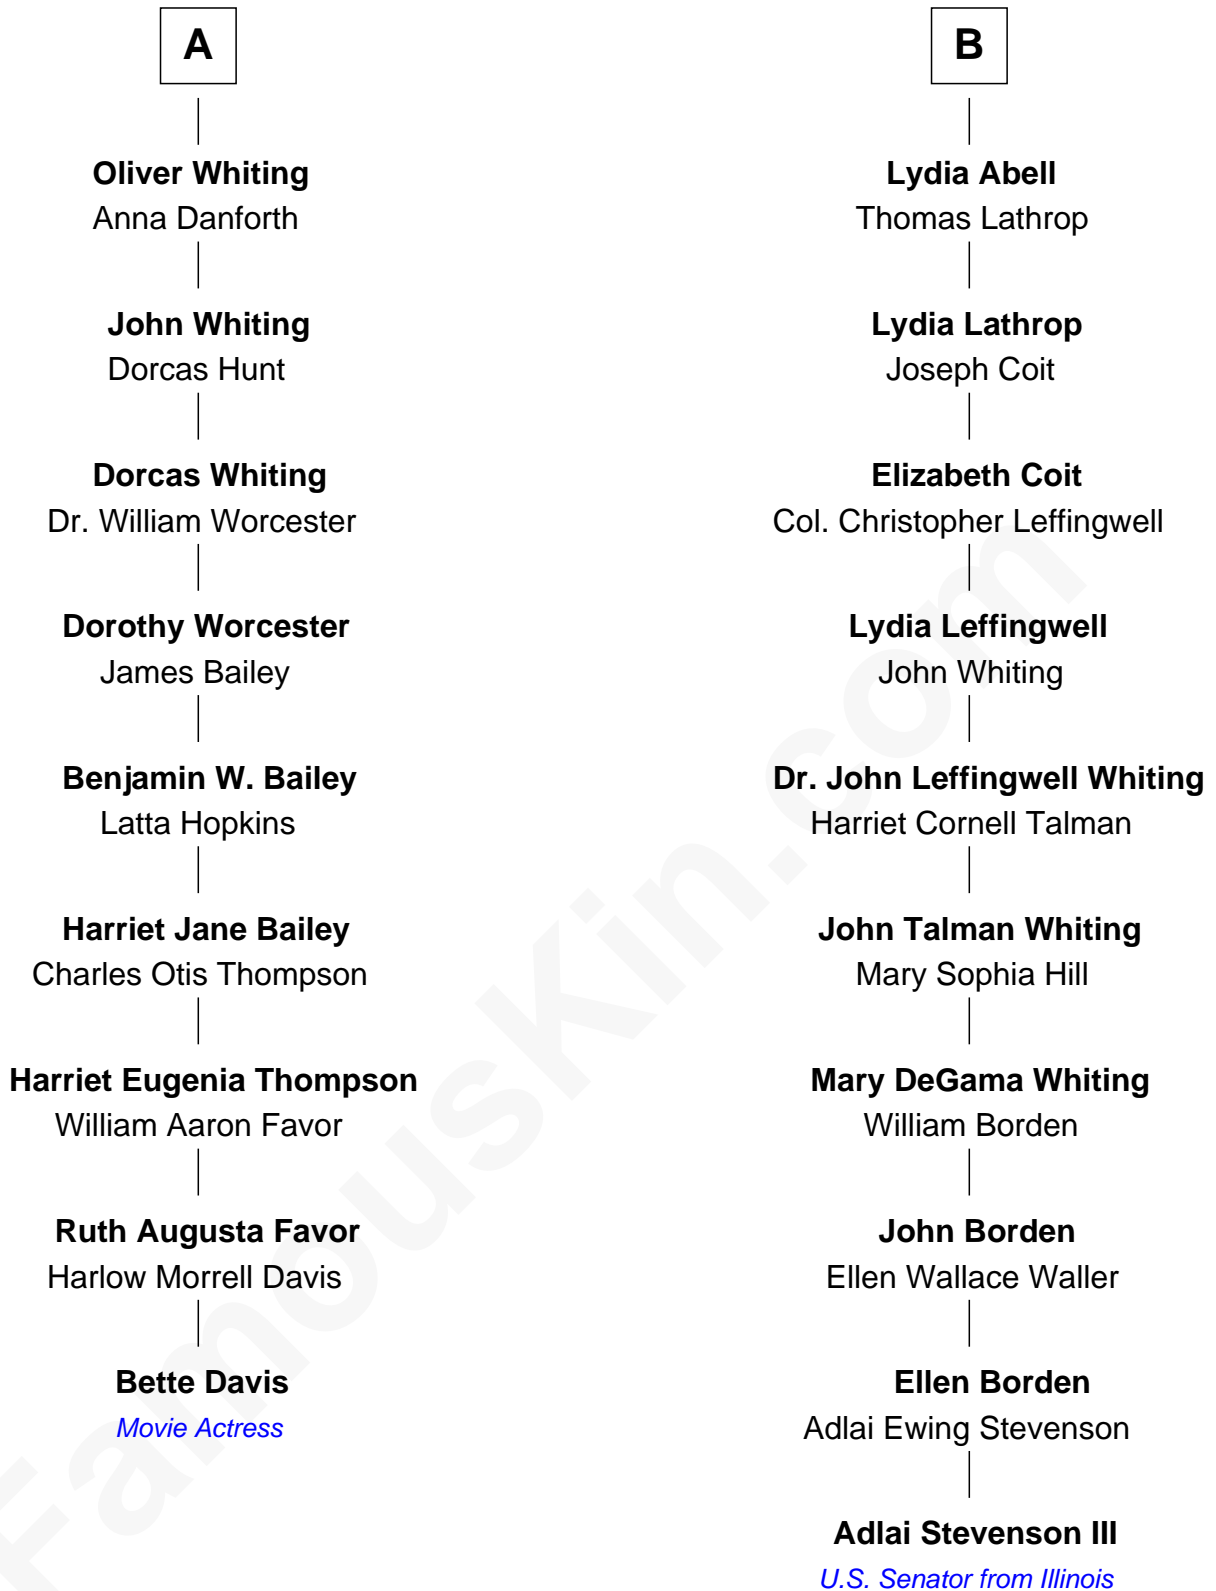 A
Oliver Whiting
Anna Danforth
John Whiting
Dorcas Hunt
Dorcas Whiting
Dr. William Worcester
Dorothy Worcester
James Bailey
Benjamin W. Bailey
Latta Hopkins
Harriet Jane Bailey
Charles Otis Thompson
Harriet Eugenia Thompson
William Aaron Favor
Ruth Augusta Favor
Harlow Morrell Davis
Bette Davis
Movie Actress
B
Lydia Abell
Thomas Lathrop
Lydia Lathrop
Joseph Coit
Elizabeth Coit
Col. Christopher Leffingwell
Lydia Leffingwell
John Whiting
Dr. John Leffingwell Whiting
Harriet Cornell Talman
John Talman Whiting
Mary Sophia Hill
Mary DeGama Whiting
William Borden
John Borden
Ellen Wallace Waller
Ellen Borden
Adlai Ewing Stevenson
Adlai Stevenson III
U.S. Senator from Illinois
FamousKin.com